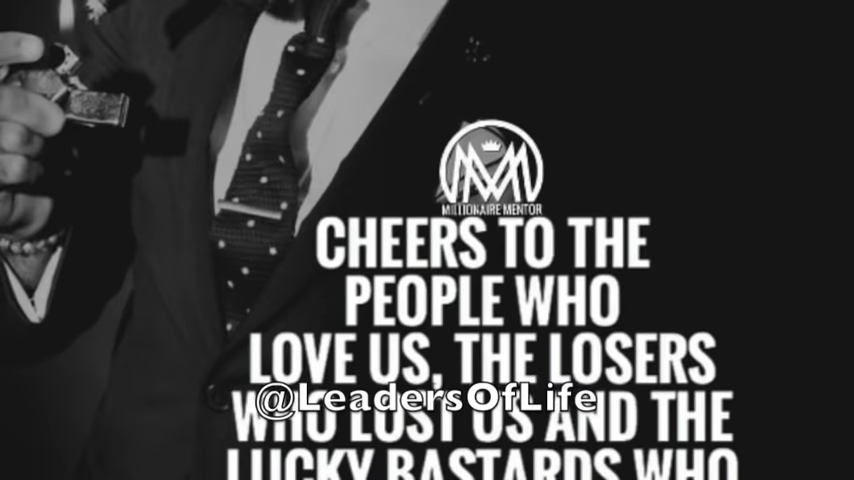 MILLIONAIRE MENTOR
CHEERS TO THE
PEOPLE WHO
LOVE US, THE LOSERS
@LeadersOfLife
WHO LOST US AND THE
LUCKY BASTARDS WHO